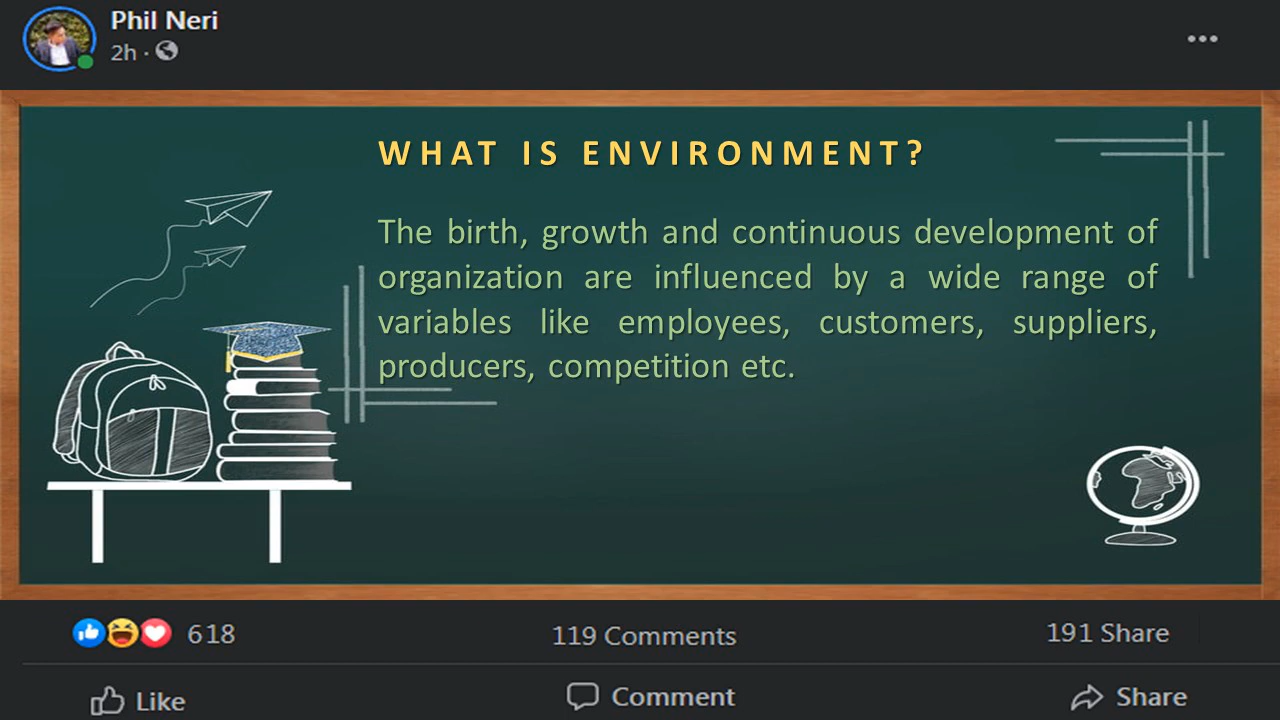 Phil Neri
2h ·
WHAT IS ENVIRONMENT?
The birth, growth and continuous development of
organization are influenced by a wide range of
variables like employees, customers, suppliers,
producers, competition etc.
618
119 Comments
191 Share
Like
Comment
Share